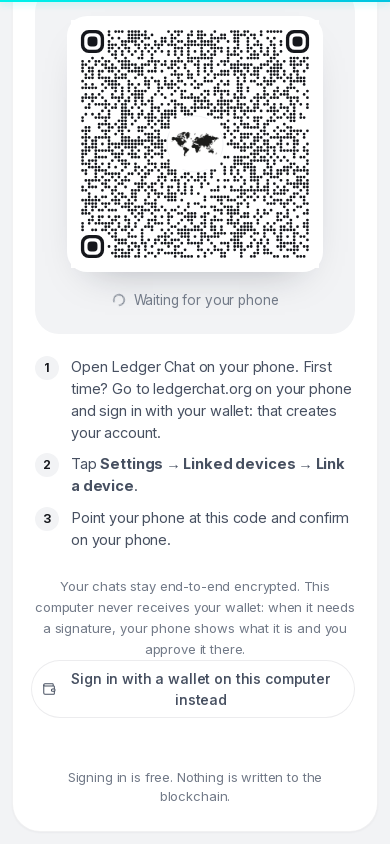 Waiting for your phone
1 Open Ledger Chat on your phone. First
time? Go to ledgerchat.org on your phone
and sign in with your wallet: that creates
your account.
2 Tap Settings → Linked devices → Link
a device.
3 Point your phone at this code and confirm
on your phone.
Your chats stay end-to-end encrypted. This
computer never receives your wallet: when it needs
a signature, your phone shows what it is and you
approve it there.
Sign in with a wallet on this computer
instead
Signing in is free. Nothing is written to the
blockchain.